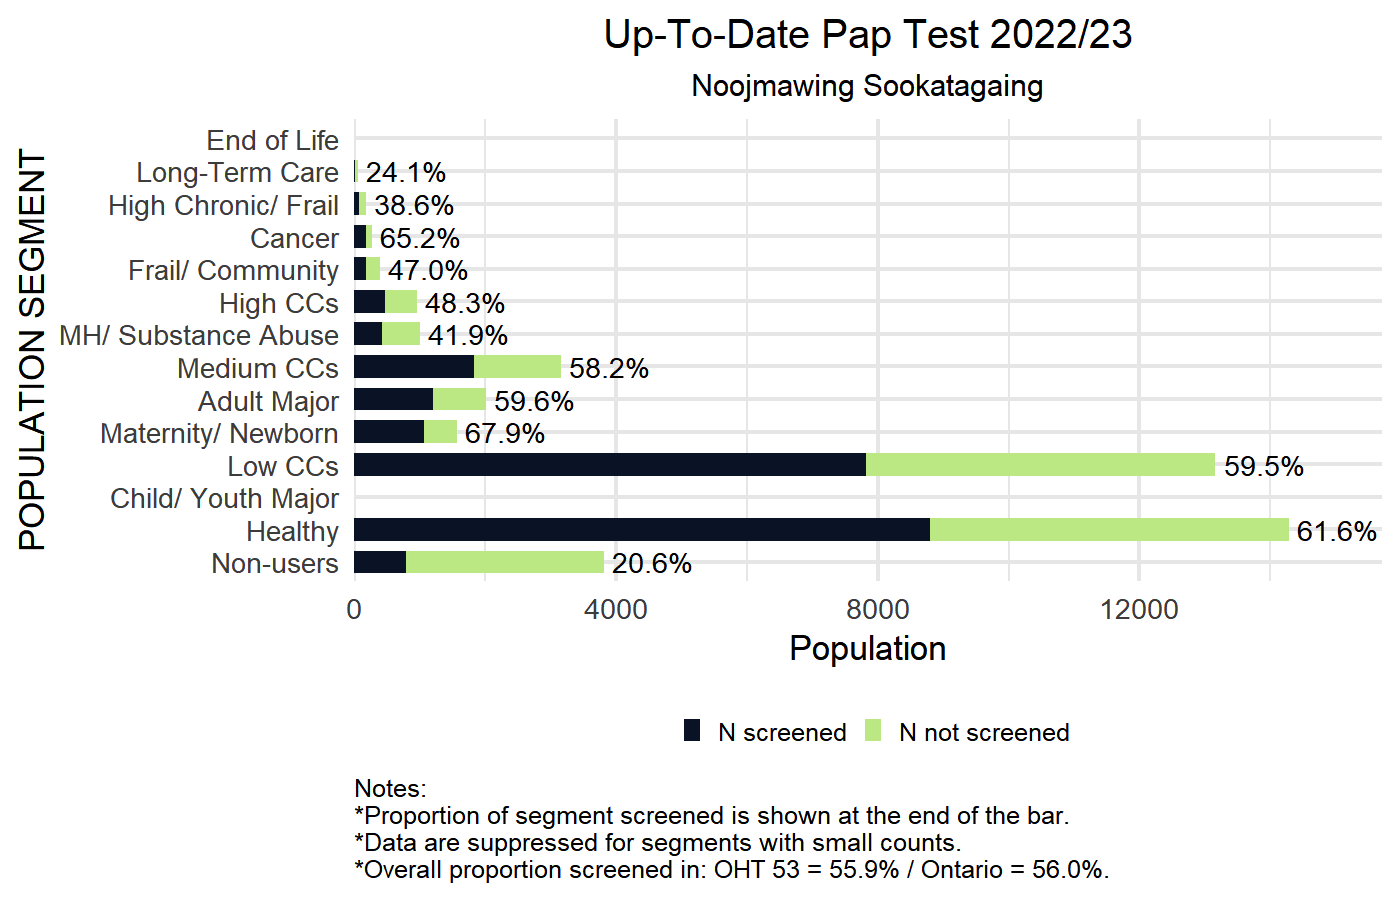 Up-To-Date Pap Test 2022/23
Noojmawing Sookatagaing
POPULATION SEGMENT
End of Life
Long-Term Care 24.1%
High Chronic/ Frail 38.6%
Cancer 65.2%
Frail/ Community 47.0%
High CCs 48.3%
MH/ Substance Abuse 41.9%
Medium CCs 58.2%
Adult Major 59.6%
Maternity/ Newborn 67.9%
Low CCs 59.5%
Child/ Youth Major
Healthy 61.6%
Non-users 20.6%
0 4000 8000 12000
Population
N screened N not screened
Notes:
*Proportion of segment screened is shown at the end of the bar.
*Data are suppressed for segments with small counts.
*Overall proportion screened in: OHT 53 = 55.9% / Ontario = 56.0%.